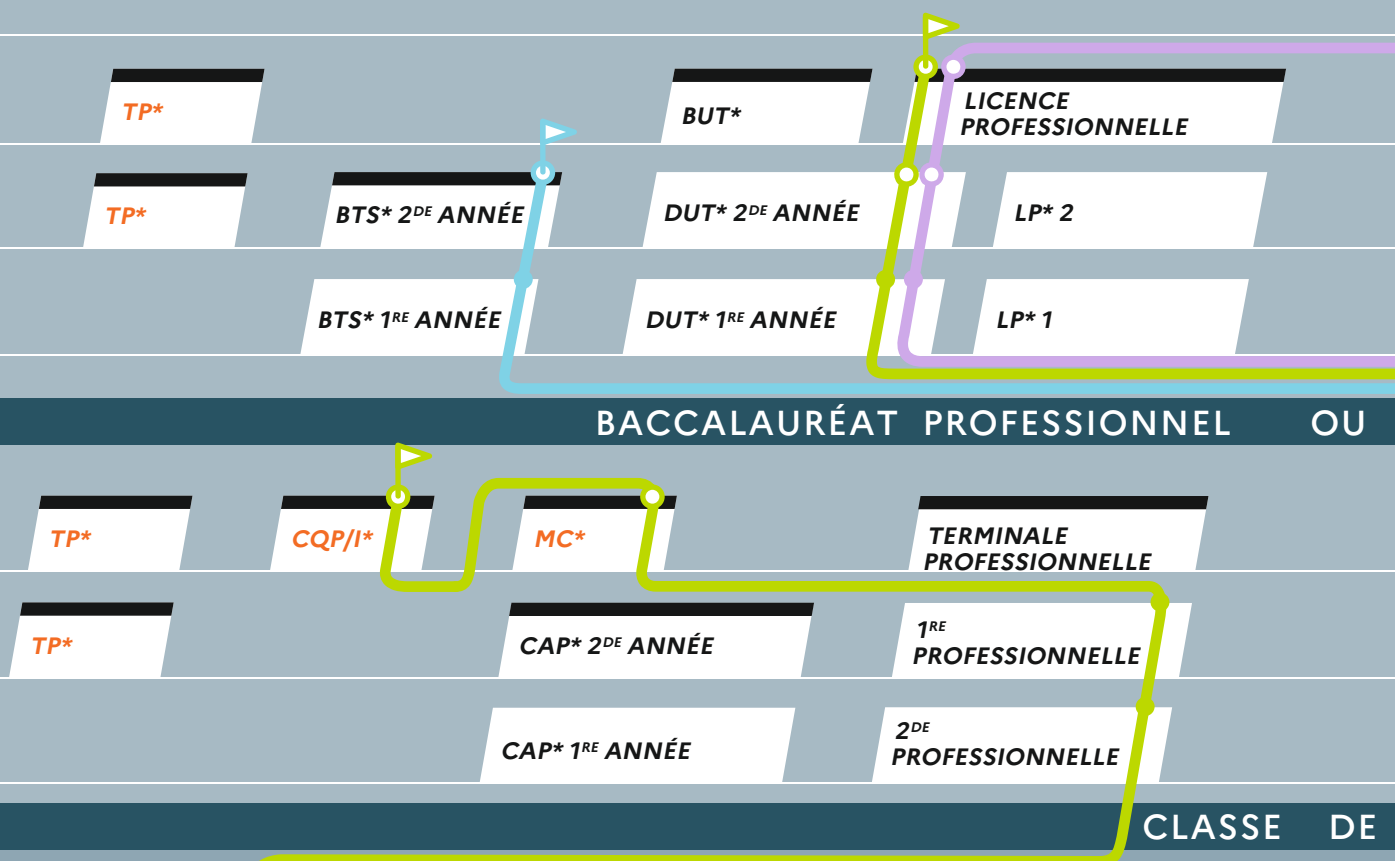 TP*
BUT*
LICENCE
PROFESSIONNELLE
TP*
BTS* 2DE ANNÉE
DUT* 2DE ANNÉE
LP* 2
BTS* 1RE ANNÉE
DUT* 1RE ANNÉE
LP* 1
BACCALAURÉAT PROFESSIONNEL OU
TP*
CQP/I*
MC*
TERMINALE
PROFESSIONNELLE
TP*
CAP* 2DE ANNÉE
1RE
PROFESSIONNELLE
CAP* 1RE ANNÉE
2DE
PROFESSIONNELLE
CLASSE DE